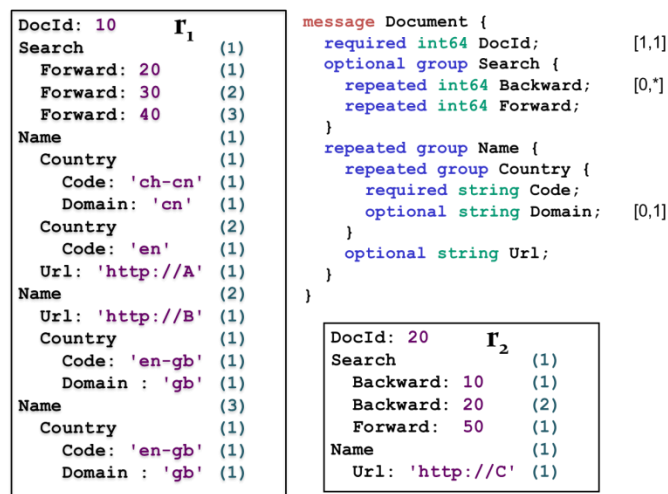 DocId: 10 r1
Search (1)
Forward: 20 (1)
Forward: 30 (2)
Forward: 40 (3)
Name (1)
Country (1)
Code: 'ch-cn' (1)
Domain: 'cn' (1)
Country (2)
Code: 'en' (1)
Url: 'http://A' (1)
Name (2)
Url: 'http://B' (1)
Country (1)
Code: 'en-gb' (1)
Domain : 'gb' (1)
Name (3)
Country (1)
Code: 'en-gb' (1)
Domain : 'gb' (1)
message Document {
required int64 DocId; [1,1]
optional group Search {
repeated int64 Backward; [0,*]
repeated int64 Forward;
}
repeated group Name {
repeated group Country {
required string Code;
optional string Domain; [0,1]
}
optional string Url;
}
}
DocId: 20 r2
Search (1)
Backward: 10 (1)
Backward: 20 (2)
Forward: 50 (1)
Name (1)
Url: 'http://C' (1)